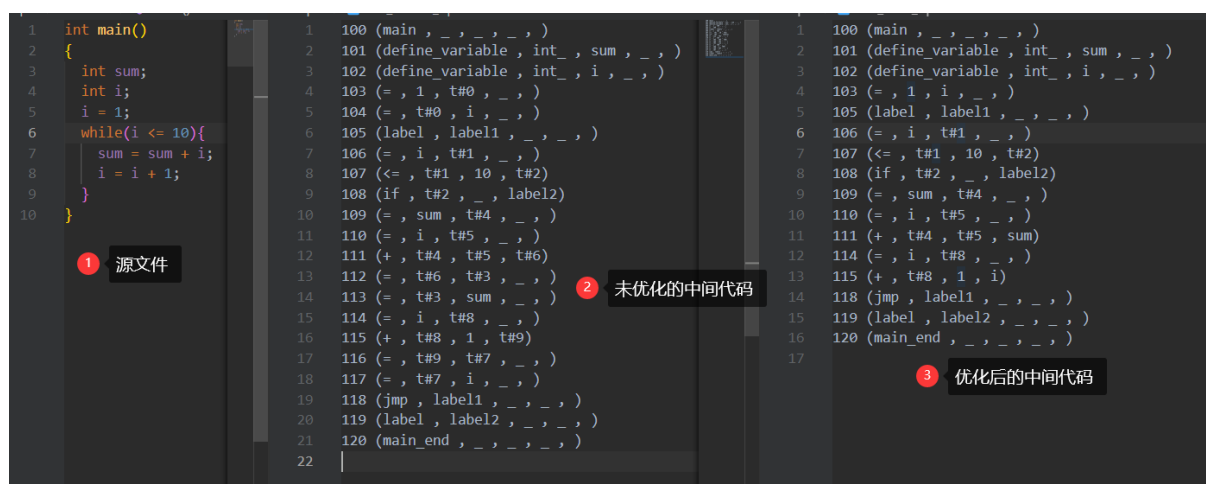 1 int main()
2 {
3 int sum;
4 int i;
5 i = 1;
6 while(i <= 10){
7 sum = sum + i;
8 i = i + 1;
9 }
10 }
1 源文件
1 100 (main , _ , _ , _ , )
2 101 (define_variable , int_ , sum , _ , )
3 102 (define_variable , int_ , i , _ , )
4 103 (= , 1 , t#0 , _ , )
5 104 (= , t#0 , i , _ , )
6 105 (label , label1 , _ , _ , )
7 106 (= , i , t#1 , _ , )
8 107 (<= , t#1 , 10 , t#2)
9 108 (if , t#2 , _ , label2)
10 109 (= , sum , t#4 , _ , )
11 110 (= , i , t#5 , _ , )
12 111 (+ , t#4 , t#5 , t#6)
13 112 (= , t#6 , t#3 , _ , )
14 113 (= , t#3 , sum , _ , )
15 114 (= , i , t#8 , _ , )
16 115 (+ , t#8 , 1 , t#9)
17 116 (= , t#9 , t#7 , _ , )
18 117 (= , t#7 , i , _ , )
19 118 (jmp , label1 , _ , _ , )
20 119 (label , label2 , _ , _ , )
21 120 (main_end , _ , _ , _ , )
22
2 未优化的中间代码
1 100 (main , _ , _ , _ , )
2 101 (define_variable , int_ , sum , _ , )
3 102 (define_variable , int_ , i , _ , )
4 103 (= , 1 , i , _ , )
5 105 (label , label1 , _ , _ , )
6 106 (= , i , t#1 , _ , )
7 107 (<= , t#1 , 10 , t#2)
8 108 (if , t#2 , _ , label2)
9 109 (= , sum , t#4 , _ , )
10 110 (= , i , t#5 , _ , )
11 111 (+ , t#4 , t#5 , sum)
12 114 (= , i , t#8 , _ , )
13 115 (+ , t#8 , 1 , i)
14 118 (jmp , label1 , _ , _ , )
15 119 (label , label2 , _ , _ , )
16 120 (main_end , _ , _ , _ , )
17
3 优化后的中间代码